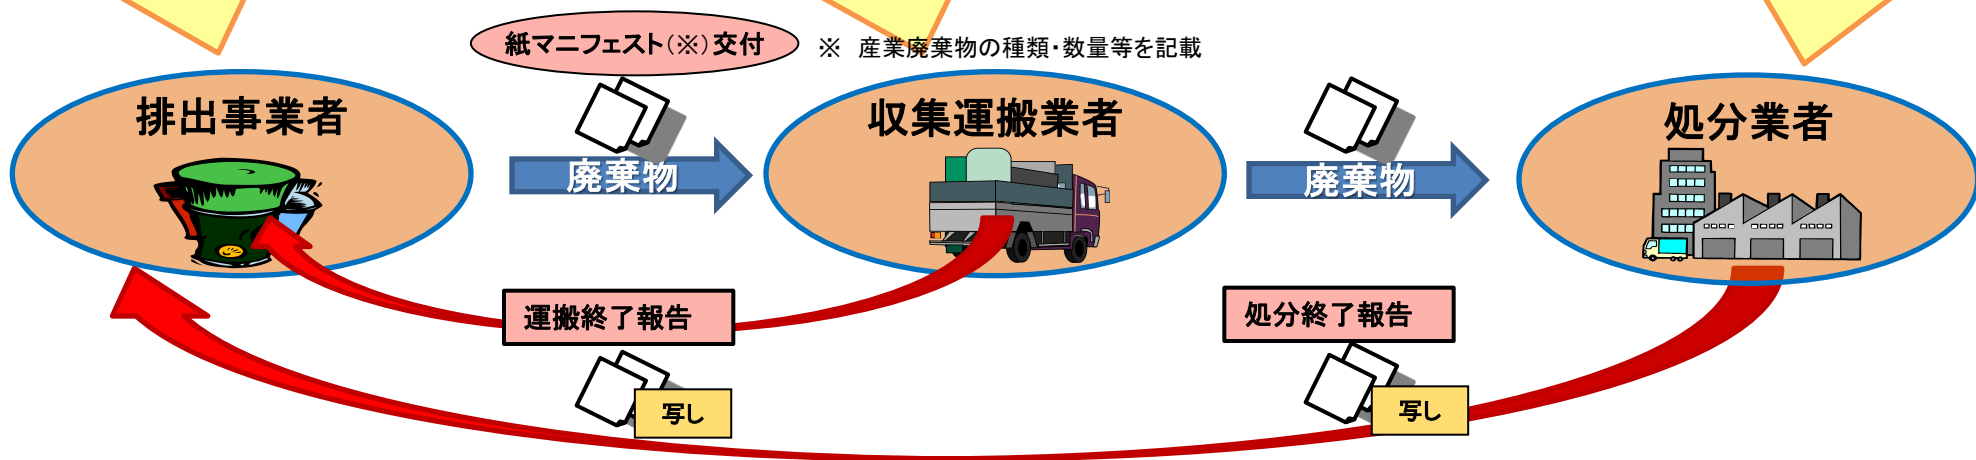 紙マニフェスト(※)交付
※ 産業廃棄物の種類・数量等を記載
排出事業者
収集運搬業者
処分業者
廃棄物
廃棄物
運搬終了報告
処分終了報告
写し
写し